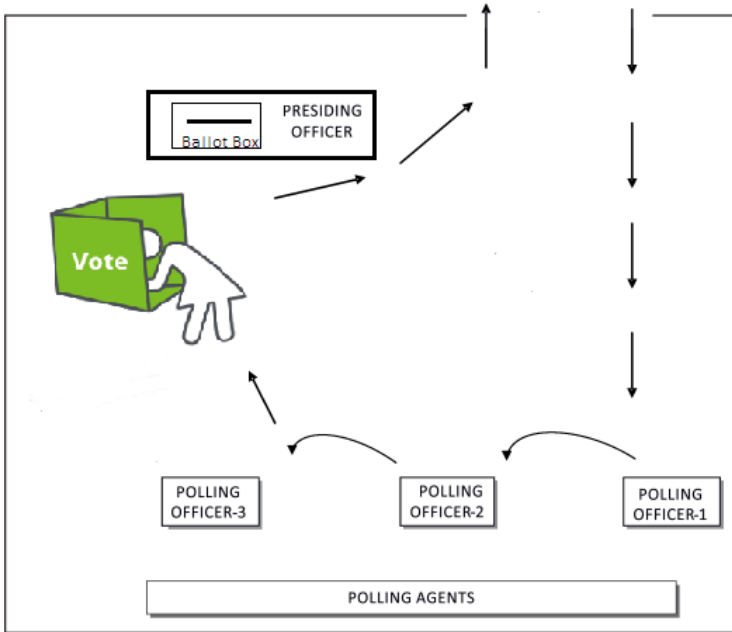 PRESIDING
OFFICER
Ballot Box
Vote
POLLING
OFFICER-3
POLLING
OFFICER-2
POLLING
OFFICER-1
POLLING AGENTS